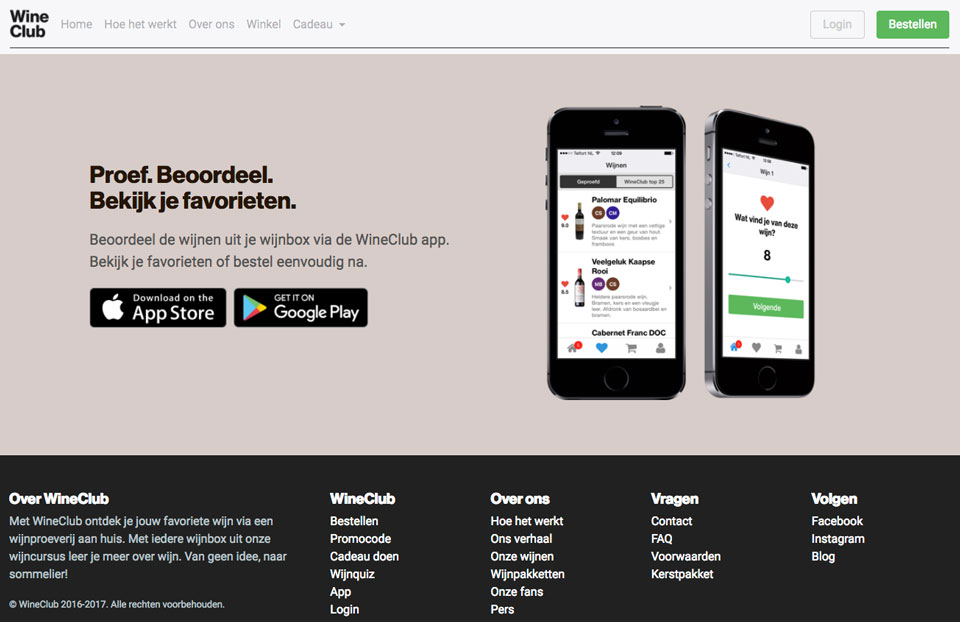 Wine
Club
Home
Hoe het werkt
Over ons
Winkel
Cadeau
Login
Bestellen
Proef. Beoordeel.
Bekijk je favorieten.
Beoordeel de wijnen uit je wijnbox via de WineClub app.
Bekijk je favorieten of bestel eenvoudig na.
Download on the
App Store
GET IT ON
Google Play
Telfort NL
12:09
Wijnen
Geproefd
WineClub top 25
Palomar Equilibrio
CS CM
9.0
Paarsrode wijn met een vettige
textuur en een geur van hout.
Smaak van kers, bosbes en
framboos
Veelgeluk Kaapse
Rooi
MB CS
8.5
Heldere paarsrode wijn.
Bramen, kers en een vleugje
leer. Afdronk van bosaardbei en
bramen.
Cabernet Franc DOC
Telfort NL
12:09
Wijn 1
Wat vind je van deze
wijn?
8
Volgende
Over WineClub
Met WineClub ontdek je jouw favoriete wijn via een
wijnproeverij aan huis. Met iedere wijnbox uit onze
wijncursus leer je meer over wijn. Van geen idee, naar
sommelier!
© WineClub 2016-2017. Alle rechten voorbehouden.
WineClub
Bestellen
Promocode
Cadeau doen
Wijnquiz
App
Login
Over ons
Hoe het werkt
Ons verhaal
Onze wijnen
Wijnpakketten
Onze fans
Pers
Vragen
Contact
FAQ
Voorwaarden
Kerstpakket
Volgen
Facebook
Instagram
Blog